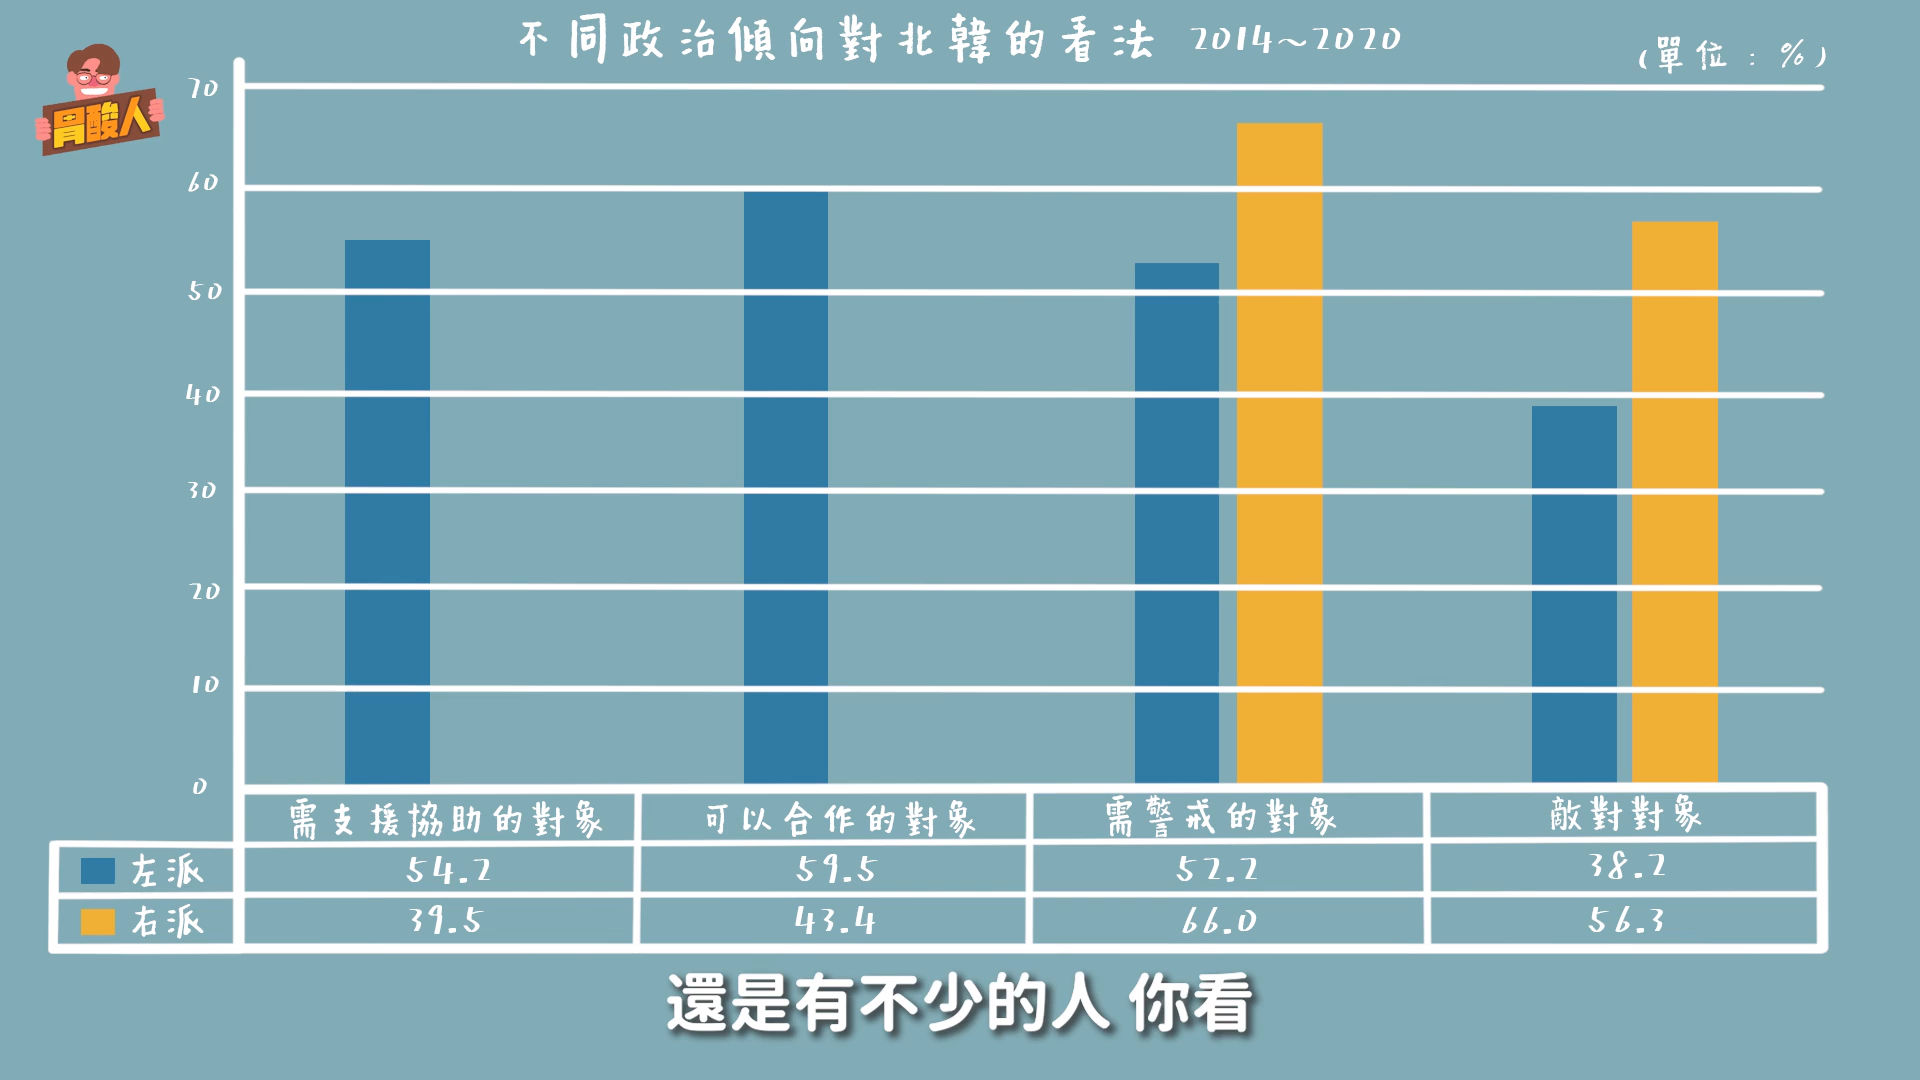 不同政治傾向對北韓的看法 2014~2020
(單位:%)
胃酸人
70
60
50
40
30
20
10
0
需支援協助的對象 可以合作的對象 需警戒的對象 敵對對象
左派 54.2 59.5 52.2 38.2
右派 39.5 43.4 66.0 56.3
還是有不少的人 你看